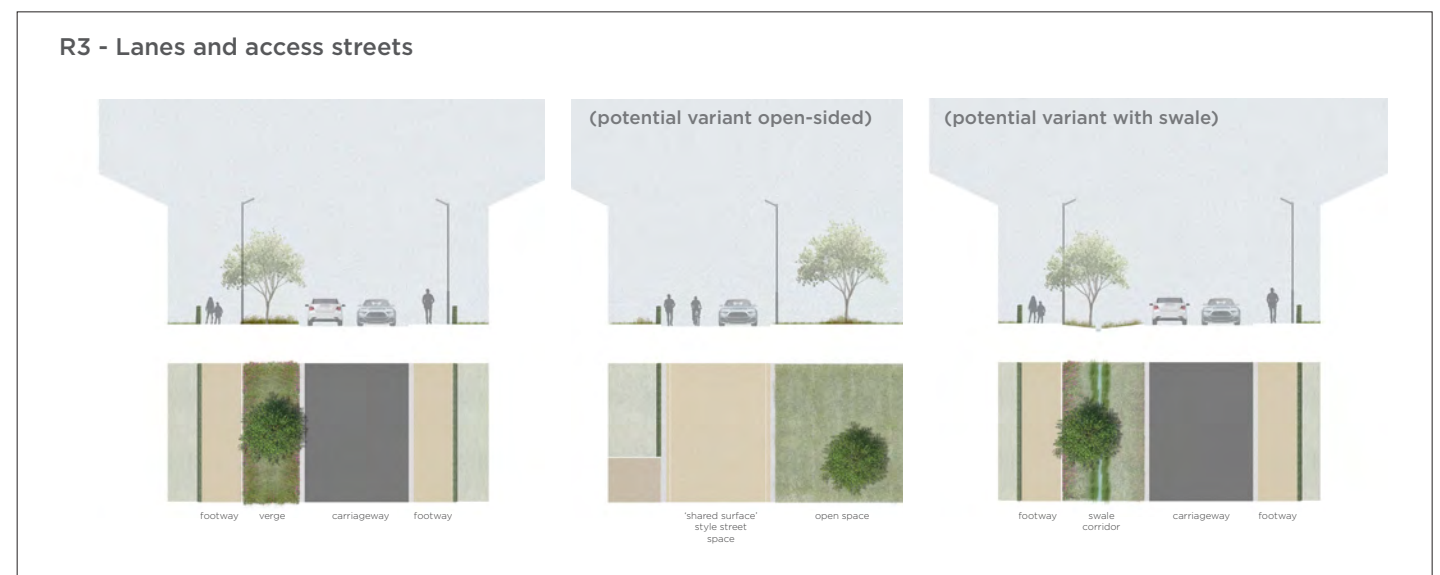 R3 - Lanes and access streets
(potential variant open-sided)
(potential variant with swale)
footway
verge
carriageway
footway
'shared surface'
style street
space
open space
footway
swale
corridor
carriageway
footway